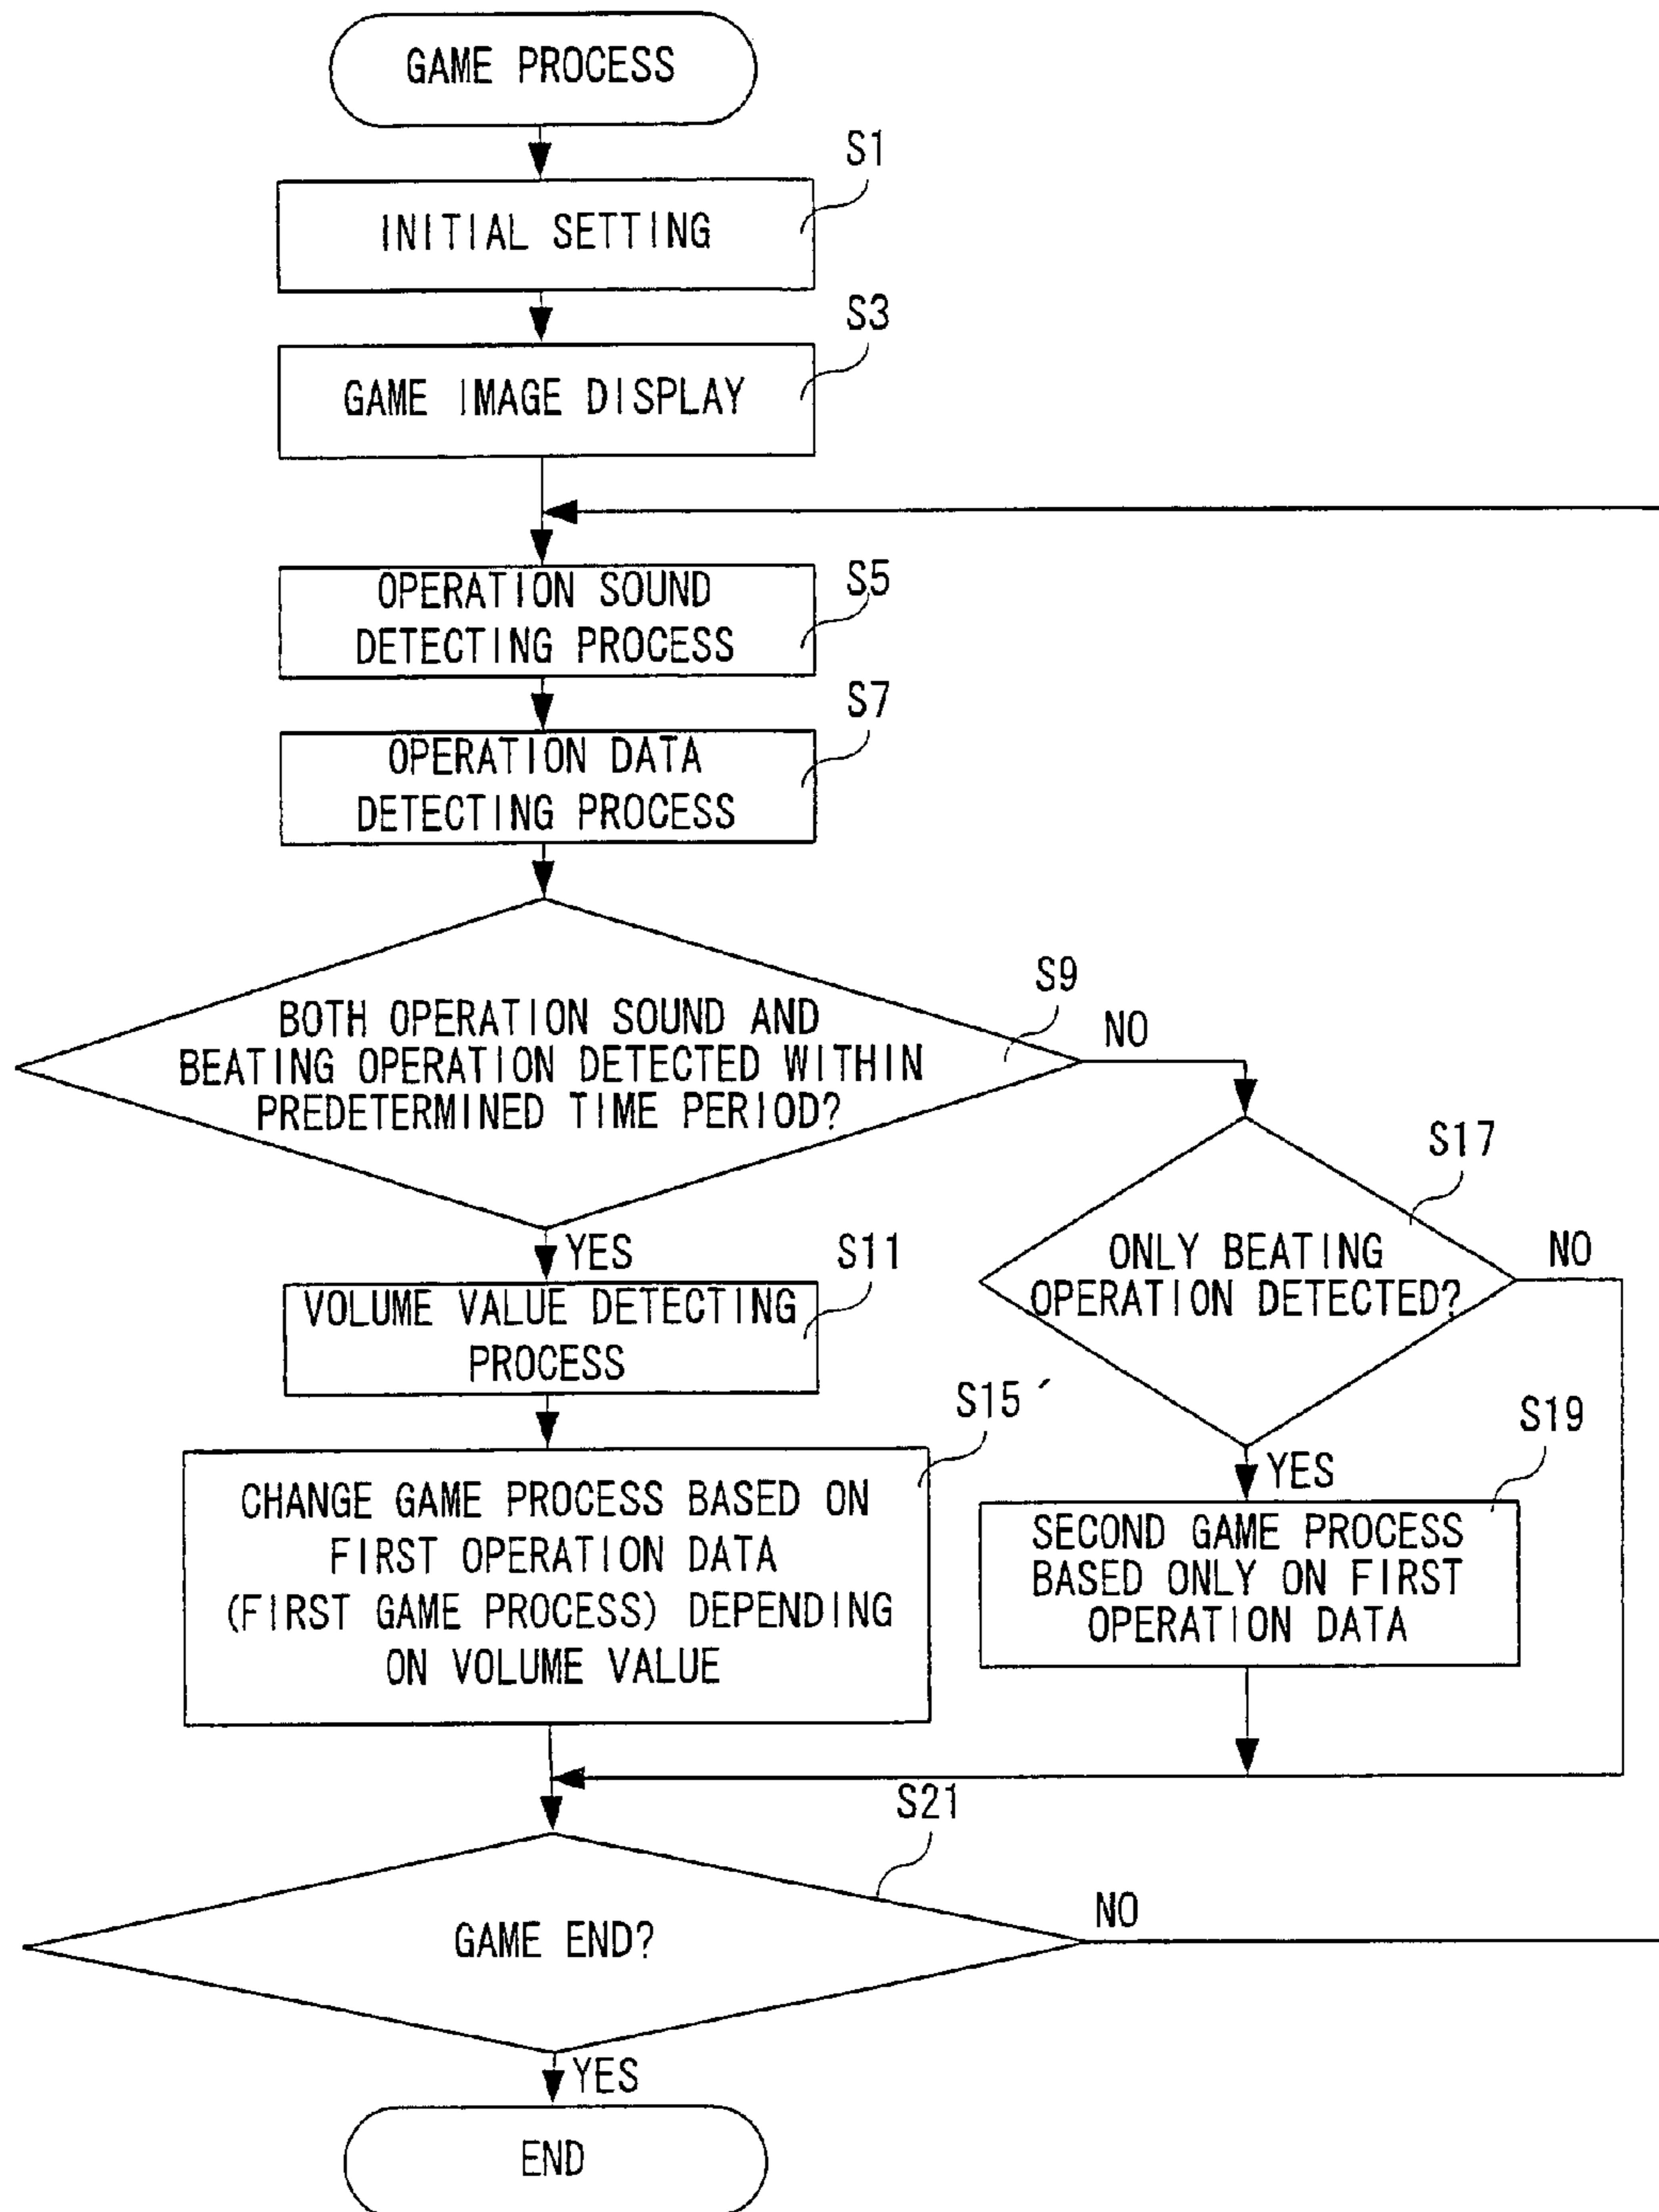 GAME PROCESS
S1
INITIAL SETTING
S3
GAME IMAGE DISPLAY
S5
OPERATION SOUND
DETECTING PROCESS
S7
OPERATION DATA
DETECTING PROCESS
S9
BOTH OPERATION SOUND AND
BEATING OPERATION DETECTED WITHIN
PREDETERMINED TIME PERIOD?
NO
S17
ONLY BEATING
OPERATION DETECTED?
NO
YES
S11
VOLUME VALUE DETECTING
PROCESS
S15´
CHANGE GAME PROCESS BASED ON
FIRST OPERATION DATA
(FIRST GAME PROCESS) DEPENDING
ON VOLUME VALUE
YES
S19
SECOND GAME PROCESS
BASED ONLY ON FIRST
OPERATION DATA
S21
GAME END?
NO
YES
END